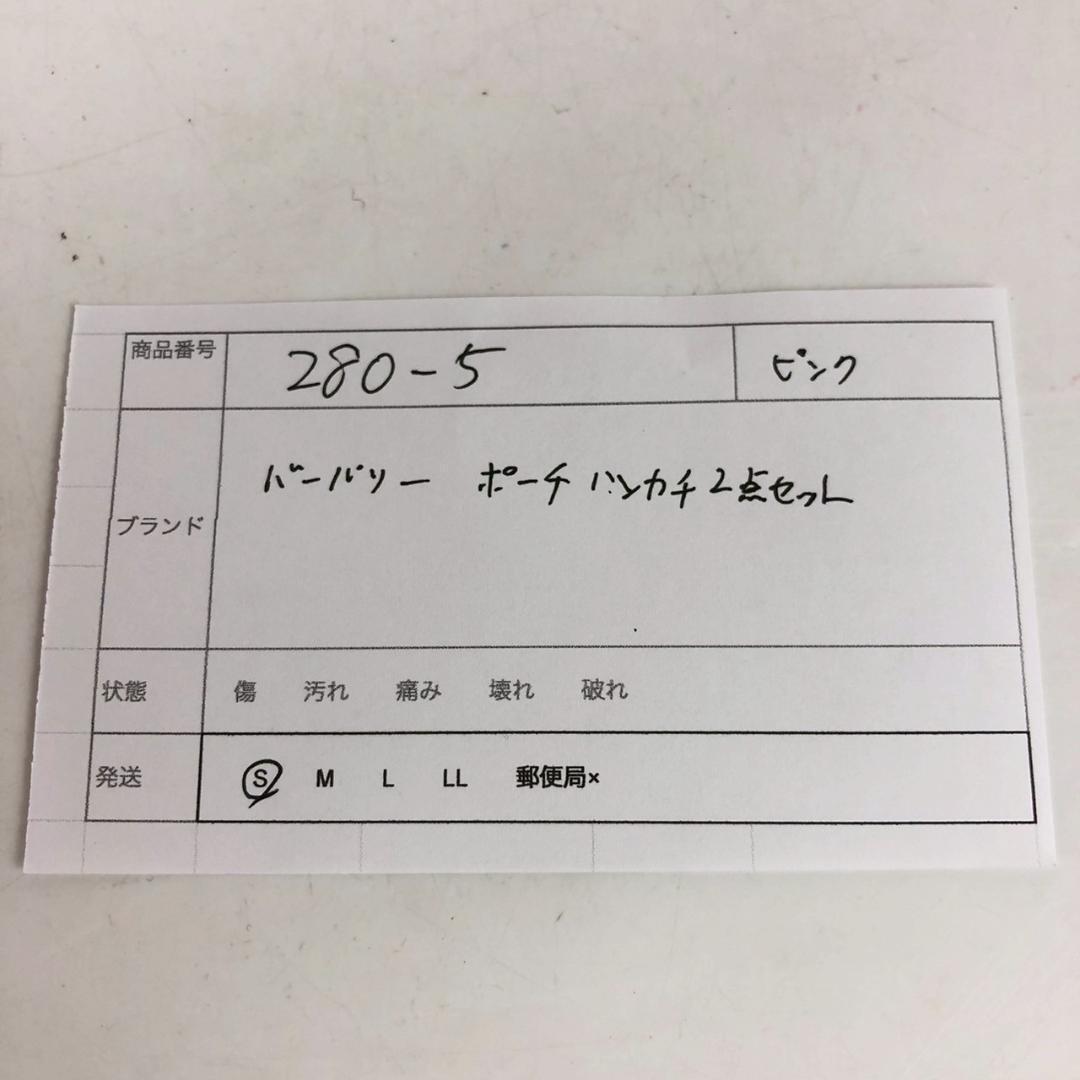 商品番号 280-5 ピンク
ブランド バーバリー ポーチ ハンカチ2点セット
状態 傷 汚れ 痛み 壊れ 破れ
発送 S M L LL 郵便局×